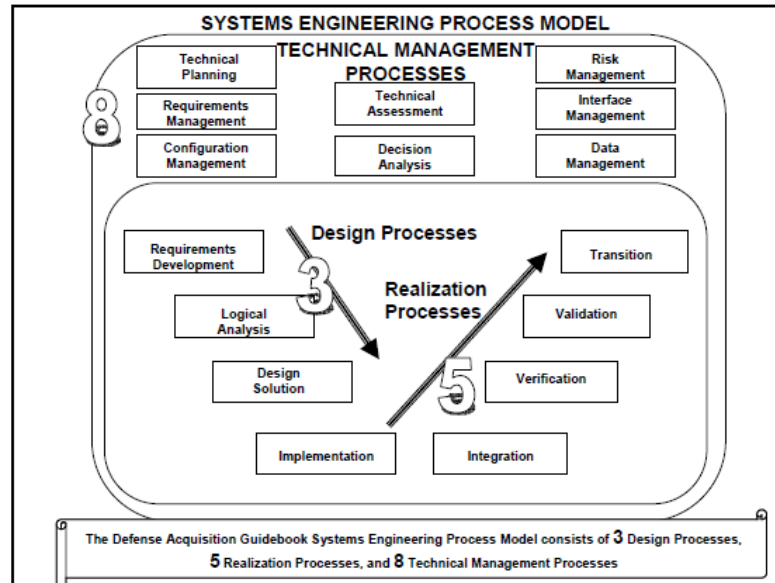 SYSTEMS ENGINEERING PROCESS MODEL
TECHNICAL MANAGEMENT
PROCESSES
8
Technical
Planning
Requirements
Management
Configuration
Management
Technical
Assessment
Decision
Analysis
Risk
Management
Interface
Management
Data
Management
Design Processes
3
Requirements
Development
Logical
Analysis
Design
Solution
Realization
Processes
5
Implementation
Integration
Verification
Validation
Transition
The Defense Acquisition Guidebook Systems Engineering Process Model consists of 3 Design Processes,
5 Realization Processes, and 8 Technical Management Processes